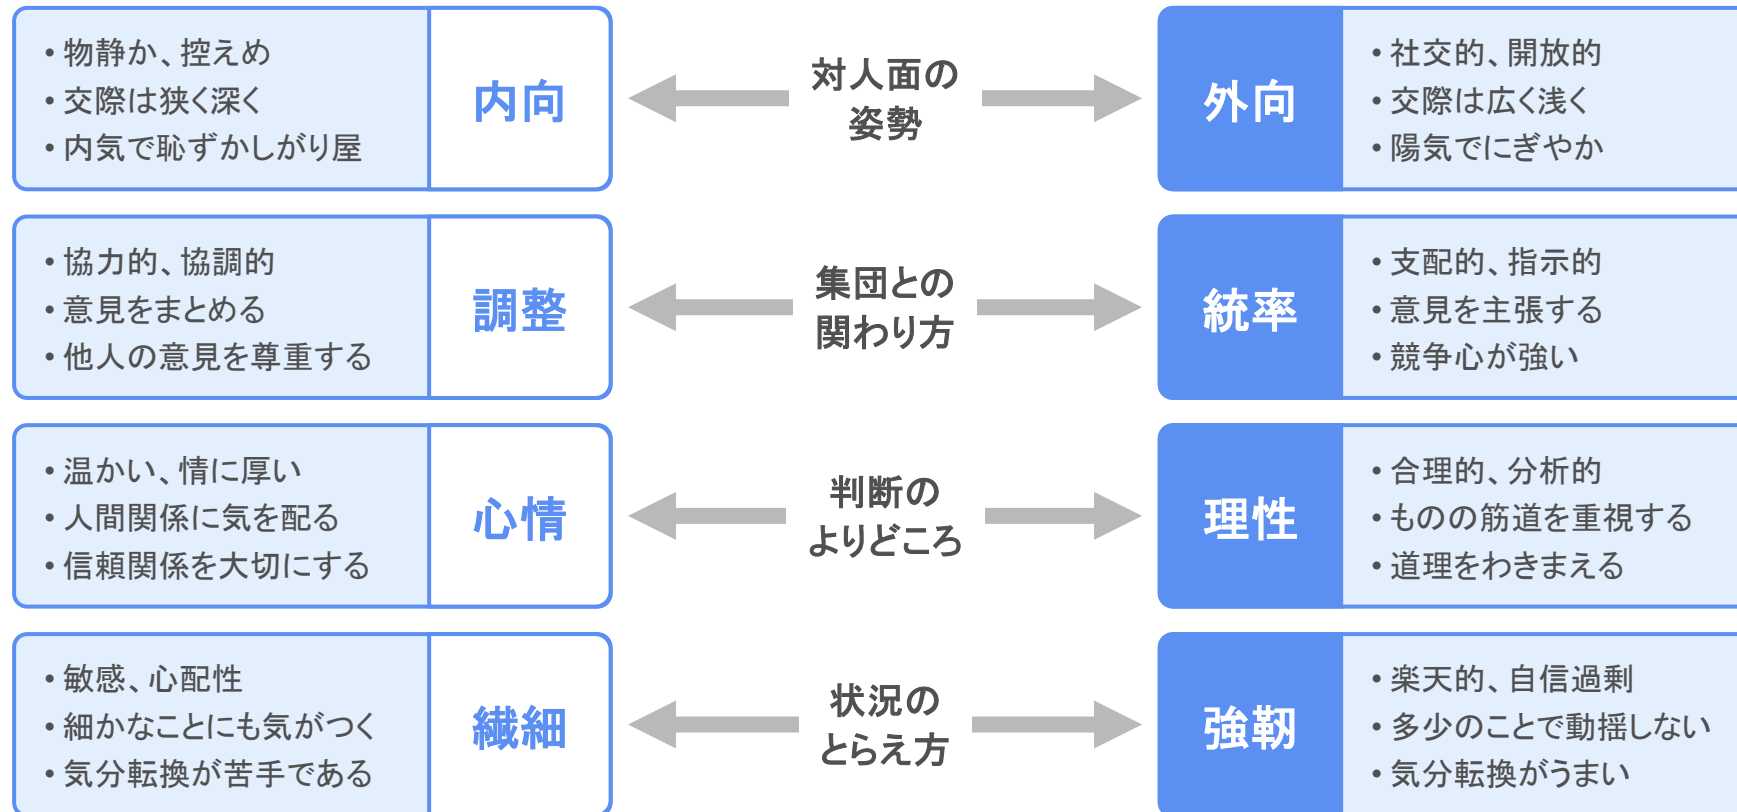 • 物静か、控えめ
• 交際は狭く深く
• 内気で恥ずかしがり屋
内向
対人面の
姿勢
外向
• 社交的、開放的
• 交際は広く浅く
• 陽気でにぎやか
• 協力的、協調的
• 意見をまとめる
• 他人の意見を尊重する
調整
集団との
関わり方
統率
• 支配的、指示的
• 意見を主張する
• 競争心が強い
• 温かい、情に厚い
• 人間関係に気を配る
• 信頼関係を大切にする
心情
判断の
よりどころ
理性
• 合理的、分析的
• ものの筋道を重視する
• 道理をわきまえる
• 敏感、心配性
• 細かなことにも気がつく
• 気分転換が苦手である
繊細
状況の
とらえ方
強靭
• 楽天的、自信過剰
• 多少のことで動揺しない
• 気分転換がうまい